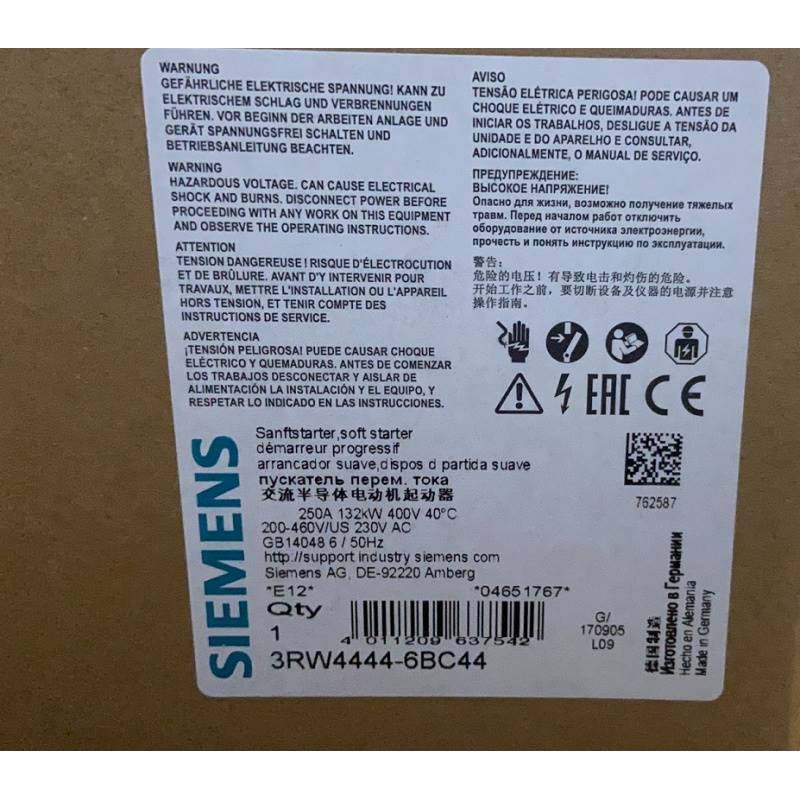 WARNUNG
GEFÄHRLICHE ELEKTRISCHE SPANNUNG! KANN ZU
ELEKTRISCHEM SCHLAG UND VERBRENNUNGEN
FÜHREN. VOR BEGINN DER ARBEITEN ANLAGE UND
GERÄT SPANNUNGSFREI SCHALTEN UND
BETRIEBSANLEITUNG BEACHTEN.
WARNING
HAZARDOUS VOLTAGE. CAN CAUSE ELECTRICAL
SHOCK AND BURNS. DISCONNECT POWER BEFORE
PROCEEDING WITH ANY WORK ON THIS EQUIPMENT
AND OBSERVE THE OPERATING INSTRUCTIONS.
ATTENTION
TENSION DANGEREUSE ! RISQUE D'ÉLECTROCUTION
ET DE BRÛLURE. AVANT D'Y INTERVENIR POUR
TRAVAUX, METTRE L'INSTALLATION OU L'APPAREIL
HORS TENSION, ET TENIR COMPTE DES
INSTRUCTIONS DE SERVICE.
ADVERTENCIA
¡TENSIÓN PELIGROSA! PUEDE CAUSAR CHOQUE
ELÉCTRICO Y QUEMADURAS. ANTES DE COMENZAR
LOS TRABAJOS DESCONECTAR Y AISLAR DE
ALIMENTACIÓN LA INSTALACIÓN Y EL EQUIPO, Y
RESPETAR LO INDICADO EN LAS INSTRUCCIONES.
AVISO
TENSÃO ELÉTRICA PERIGOSA! PODE CAUSAR UM
CHOQUE ELÉTRICO E QUEIMADURAS. ANTES DE
INICIAR OS TRABALHOS, DESLIGUE A TENSÃO DA
UNIDADE E DO APARELHO E CONSULTAR,
ADICIONALMENTE, O MANUAL DE SERVIÇO.
ПРЕДУПРЕЖДЕНИЕ:
ВЫСОКОЕ НАПРЯЖЕНИЕ!
Опасно для жизни, возможно получение тяжелых
травм. Перед началом работ отключить
оборудование от источника электроэнергии,
прочесть и понять инструкцию по эксплуатации.
警告:
危险的电压! 有导致电击和灼伤的危险。
开始工作之前, 要切断设备及仪器的电源并注意
操作指南。
EAC CE
SIEMENS
Sanftstarter,soft starter
démarreur progressif
arrancador suave,dispos d partida suave
пускатель перем. тока
交流半导体电动机起动器
250A 132kW 400V 40°C
200-460V/US 230V AC
GB14048 6 / 50Hz
http://support industry siemens com
Siemens AG, DE-92220 Amberg
*E12* *04651767*
Qty
1
4 011209 637542
3RW4444-6BC44
762587
G/
170905
L09
德国制造
Изготовлено в Германии
Hecho en Alemania
Made in Germany